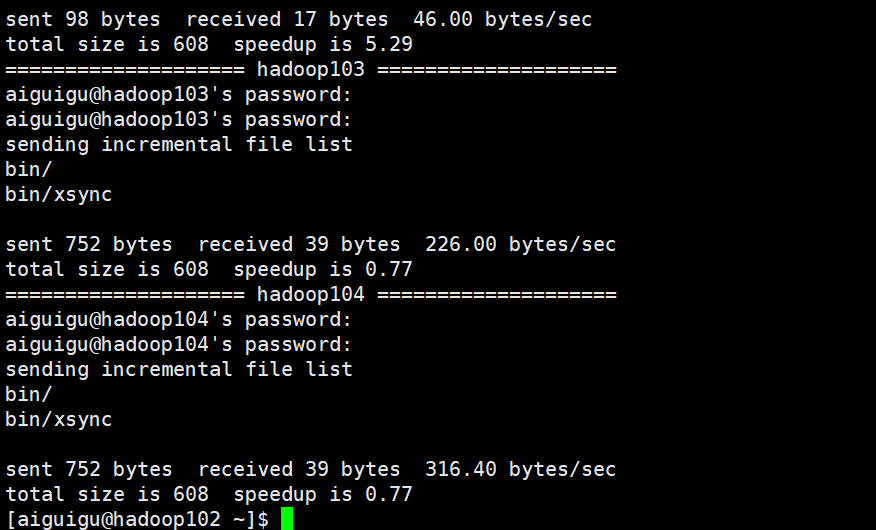 sent 98 bytes  received 17 bytes  46.00 bytes/sec
total size is 608  speedup is 5.29
==================== hadoop103 ====================
aiguigu@hadoop103's password:
aiguigu@hadoop103's password:
sending incremental file list
bin/
bin/xsync

sent 752 bytes  received 39 bytes  226.00 bytes/sec
total size is 608  speedup is 0.77
==================== hadoop104 ====================
aiguigu@hadoop104's password:
aiguigu@hadoop104's password:
sending incremental file list
bin/
bin/xsync

sent 752 bytes  received 39 bytes  316.40 bytes/sec
total size is 608  speedup is 0.77
[aiguigu@hadoop102 ~]$